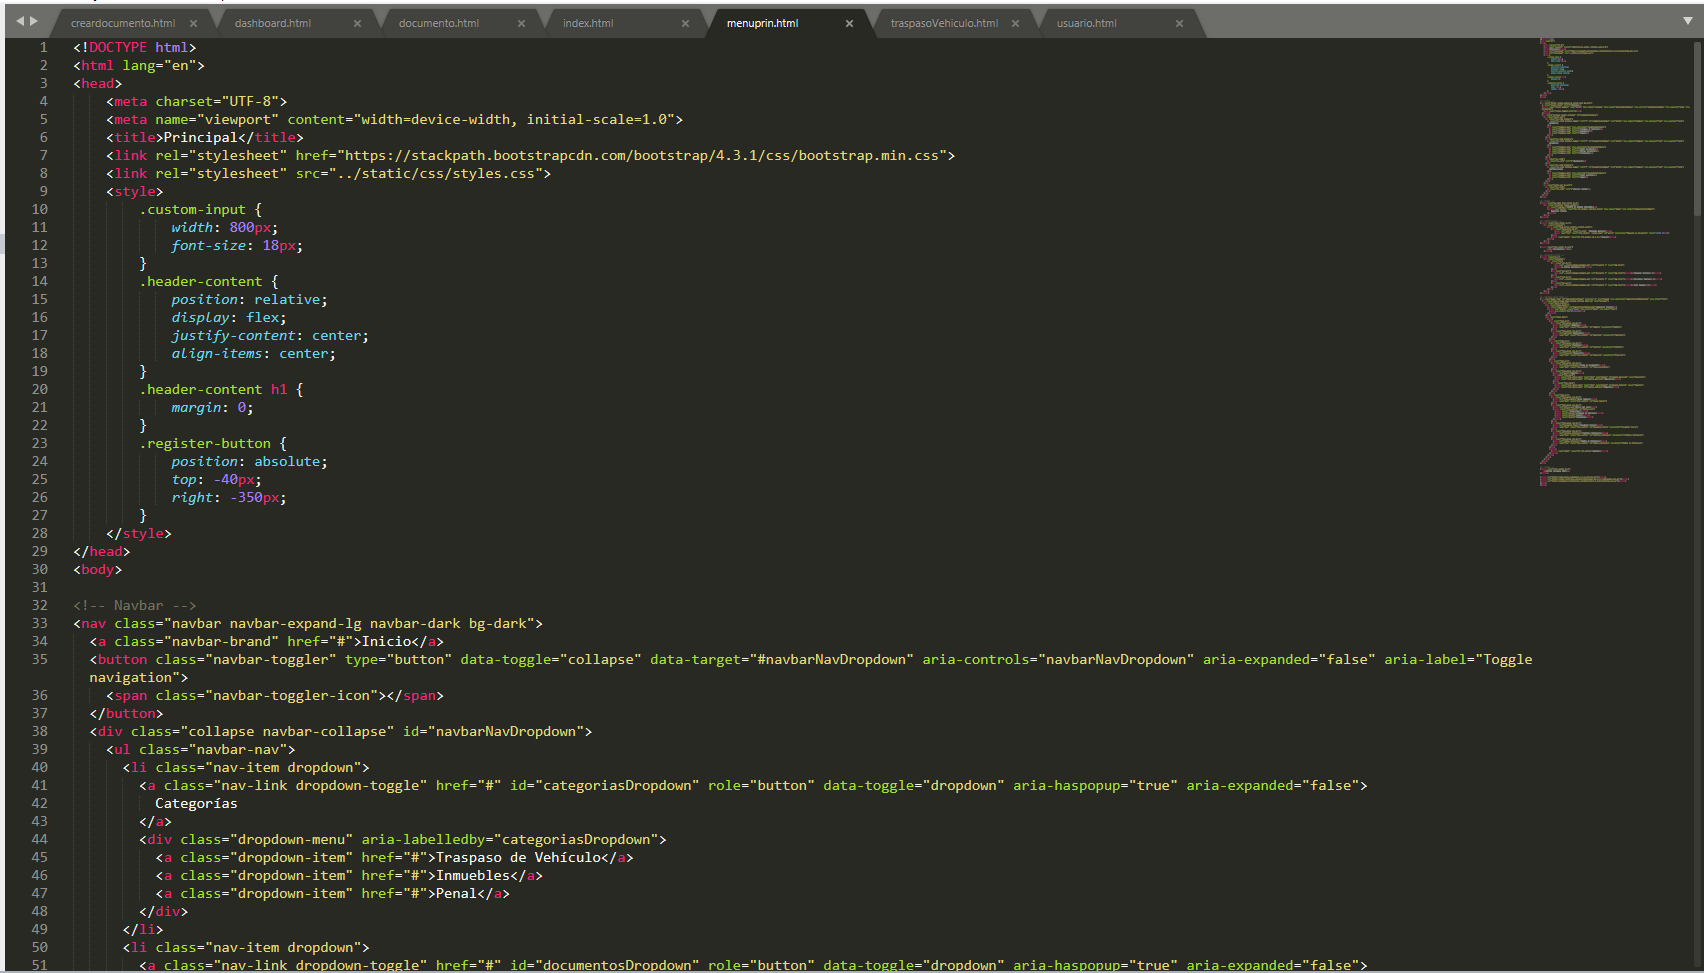 creardocumento.html × dashboard.html × documento.html × index.html × menuprin.html × traspasoVehiculo.html × usuario.html ×
1 <!DOCTYPE html>
2 <html lang="en">
3 <head>
4     <meta charset="UTF-8">
5     <meta name="viewport" content="width=device-width, initial-scale=1.0">
6     <title>Principal</title>
7     <link rel="stylesheet" href="https://stackpath.bootstrapcdn.com/bootstrap/4.3.1/css/bootstrap.min.css">
8     <link rel="stylesheet" src="../static/css/styles.css">
9     <style>
10         .custom-input {
11             width: 800px;
12             font-size: 18px;
13         }
14         .header-content {
15             position: relative;
16             display: flex;
17             justify-content: center;
18             align-items: center;
19         }
20         .header-content h1 {
21             margin: 0;
22         }
23         .register-button {
24             position: absolute;
25             top: -40px;
26             right: -350px;
27         }
28     </style>
29 </head>
30 <body>
31
32 <!-- Navbar -->
33 <nav class="navbar navbar-expand-lg navbar-dark bg-dark">
34   <a class="navbar-brand" href="#">Inicio</a>
35   <button class="navbar-toggler" type="button" data-toggle="collapse" data-target="#navbarNavDropdown" aria-controls="navbarNavDropdown" aria-expanded="false" aria-label="Toggle
navigation">
36     <span class="navbar-toggler-icon"></span>
37   </button>
38   <div class="collapse navbar-collapse" id="navbarNavDropdown">
39     <ul class="navbar-nav">
40       <li class="nav-item dropdown">
41         <a class="nav-link dropdown-toggle" href="#" id="categoriasDropdown" role="button" data-toggle="dropdown" aria-haspopup="true" aria-expanded="false">
42           Categorías
43         </a>
44         <div class="dropdown-menu" aria-labelledby="categoriasDropdown">
45           <a class="dropdown-item" href="#">Traspaso de Vehículo</a>
46           <a class="dropdown-item" href="#">Inmuebles</a>
47           <a class="dropdown-item" href="#">Penal</a>
48         </div>
49       </li>
50       <li class="nav-item dropdown">
51         <a class="nav-link dropdown-toggle" href="#" id="documentosDropdown" role="button" data-toggle="dropdown" aria-haspopup="true" aria-expanded="false">